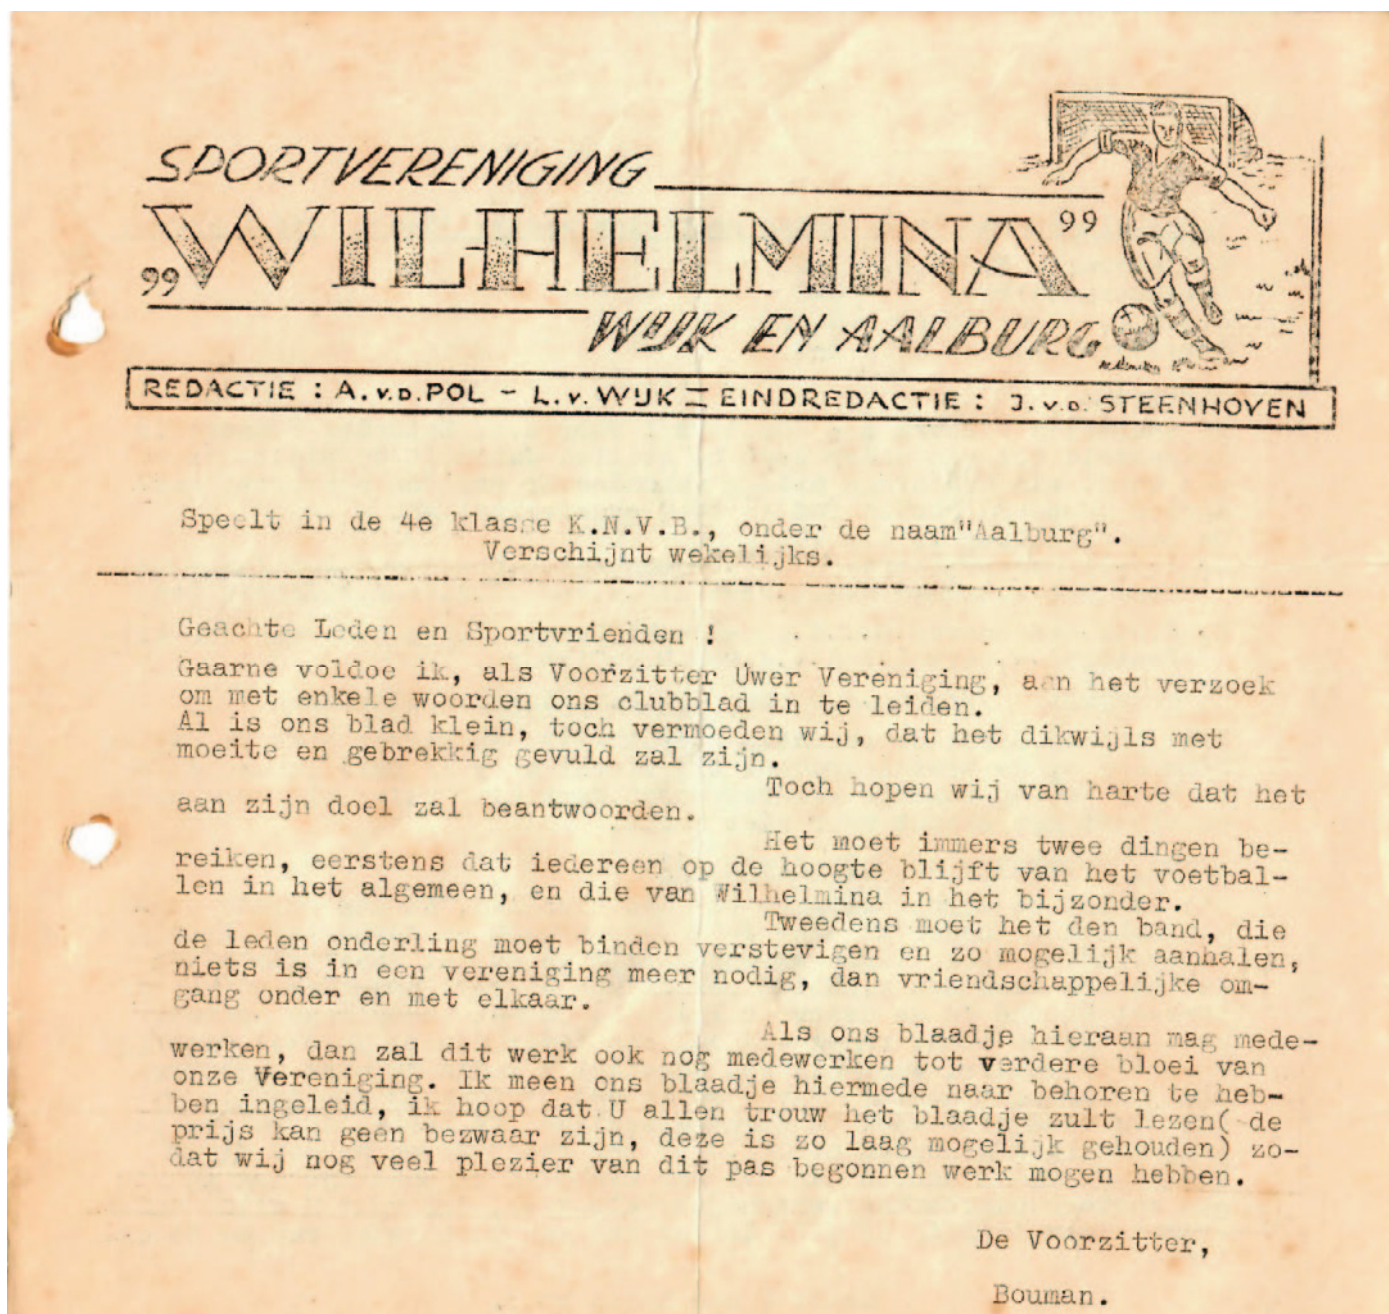 SPORTVERENIGING
„WILHELMINA”
WIJK EN AALBURG
REDACTIE : A. v.D. POL - L. v. WIJK = EINDREDACTIE : J. v.D. STEENHOVEN
Speelt in de 4e klasse K.N.V.B., onder de naam"Aalburg".
Verschijnt wekelijks.
Geachte Leden en Sportvrienden !
Gaarne voldoe ik, als Voorzitter Uwer Vereniging, aan het verzoek
om met enkele woorden ons clubblad in te leiden.
Al is ons blad klein, toch vermoeden wij, dat het dikwijls met
moeite en gebrekkig gevuld zal zijn.
Toch hopen wij van harte dat het
aan zijn doel zal beantwoorden.
Het moet immers twee dingen be-
reiken, eerstens dat iedereen op de hoogte blijft van het voetbal-
len in het algemeen, en die van Wilhelmina in het bijzonder.
Tweedens moet het den band, die
de leden onderling moet binden verstevigen en zo mogelijk aanhalen,
niets is in een vereniging meer nodig, dan vriendschappelijke om-
gang onder en met elkaar.
Als ons blaadje hieraan mag mede-
werken, dan zal dit werk ook nog medewerken tot verdere bloei van
onze Vereniging. Ik meen ons blaadje hiermede naar behoren te heb-
ben ingeleid, ik hoop dat U allen trouw het blaadje zult lezen( de
prijs kan geen bezwaar zijn, deze is zo laag mogelijk gehouden) zo-
dat wij nog veel plezier van dit pas begonnen werk mogen hebben.
De Voorzitter,
Bouman.